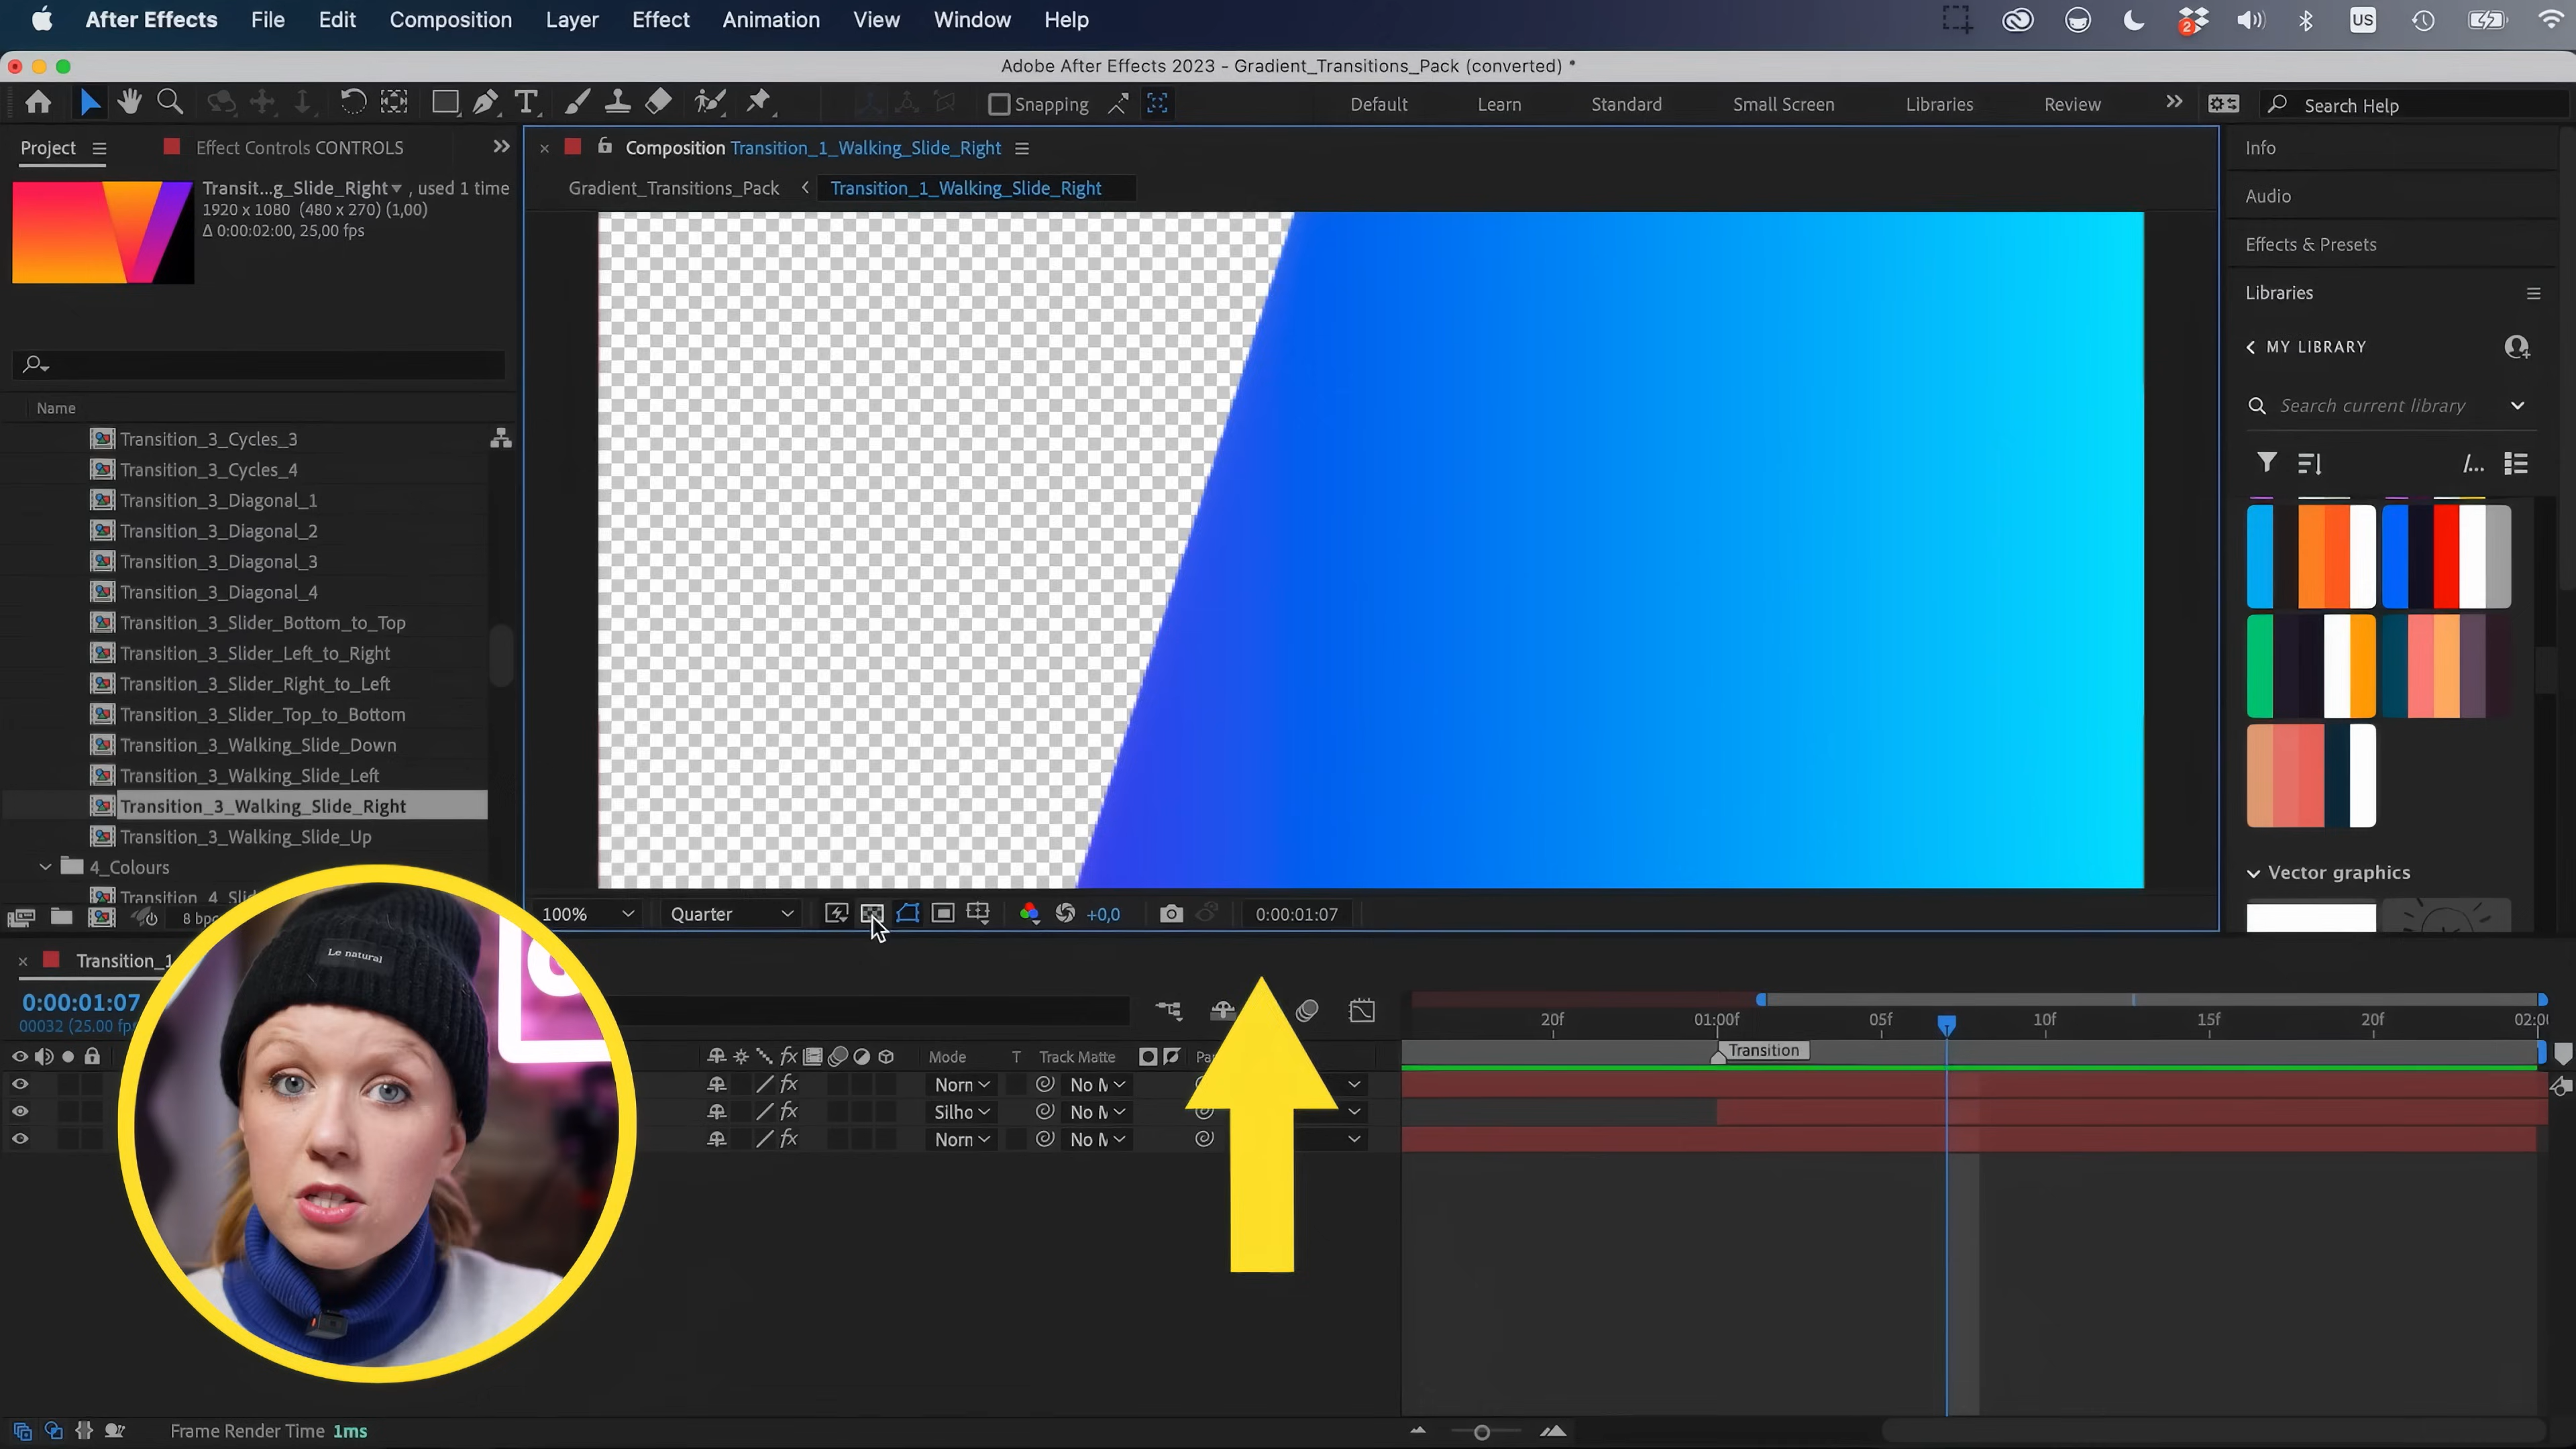 After Effects File Edit Composition Layer Effect Animation View Window Help
2
US
Adobe After Effects 2023 - Gradient_Transitions_Pack (converted) *
Snapping
Default Learn Standard Small Screen Libraries Review
Search Help
Project
Effect Controls CONTROLS
Composition Transition_1_Walking_Slide_Right
Gradient_Transitions_Pack
Transition_1_Walking_Slide_Right
Transit...g_Slide_Right , used 1 time
1920 x 1080 (480 x 270) (1,00)
Δ 0:00:02:00, 25,00 fps
Name
Transition_3_Cycles_3
Transition_3_Cycles_4
Transition_3_Diagonal_1
Transition_3_Diagonal_2
Transition_3_Diagonal_3
Transition_3_Diagonal_4
Transition_3_Slider_Bottom_to_Top
Transition_3_Slider_Left_to_Right
Transition_3_Slider_Right_to_Left
Transition_3_Slider_Top_to_Bottom
Transition_3_Walking_Slide_Down
Transition_3_Walking_Slide_Left
Transition_3_Walking_Slide_Right
Transition_3_Walking_Slide_Up
4_Colours
8 bpc
Info
Audio
Effects & Presets
Libraries
MY LIBRARY
Search current library
/...
Vector graphics
100%
Quarter
+0,0
0:00:01:07
Le natural
Transition_1
0:00:01:07
00032 (25.00 fps
20f 01:00f 05f 10f 15f 20f 02:0
Transition
fx
Mode T Track Matte
fx Norn No M
fx Silho No M
fx Norn No M
Frame Render Time 1ms